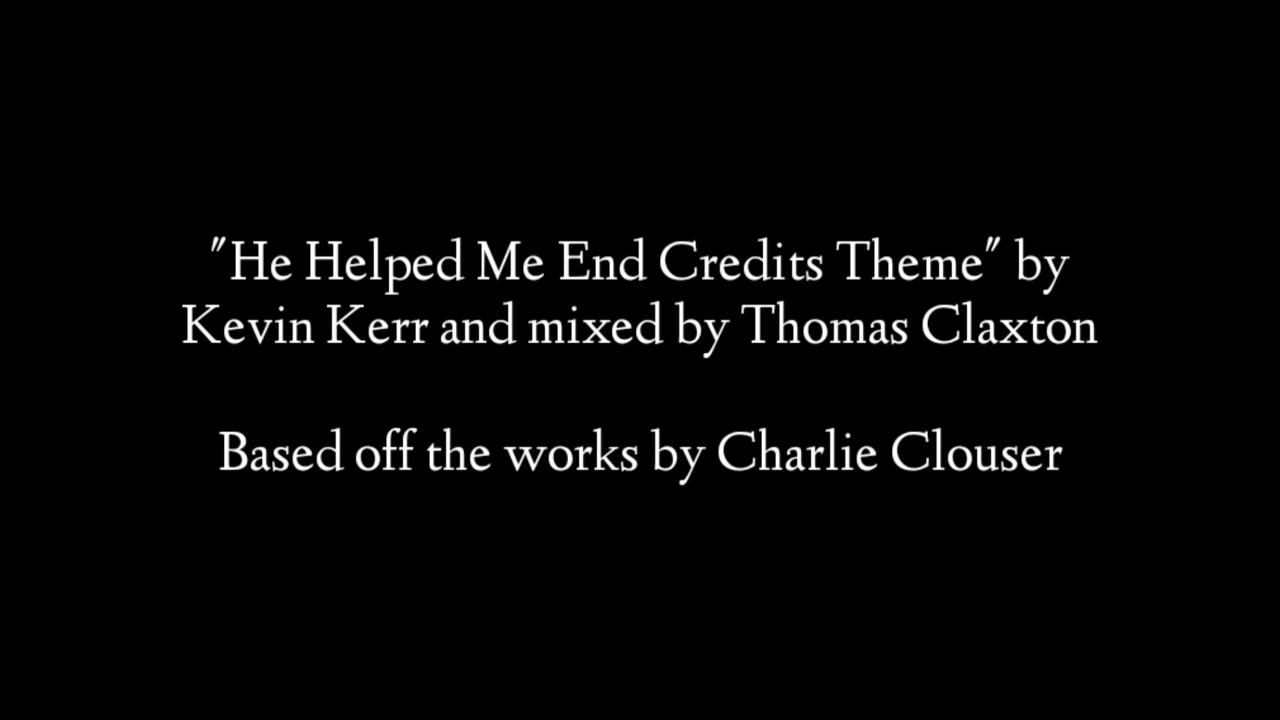 "He Helped Me End Credits Theme" by
Kevin Kerr and mixed by Thomas Claxton
Based off the works by Charlie Clouser